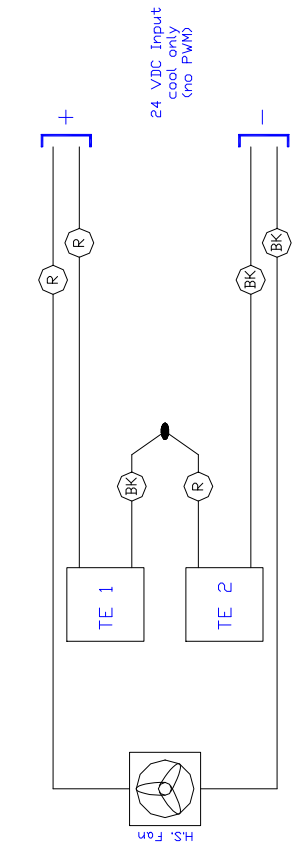 24 VDC Input
cool only
(no PWM)
+
-
R
R
BK
BK
BK
R
TE 1
TE 2
H.S. Fan